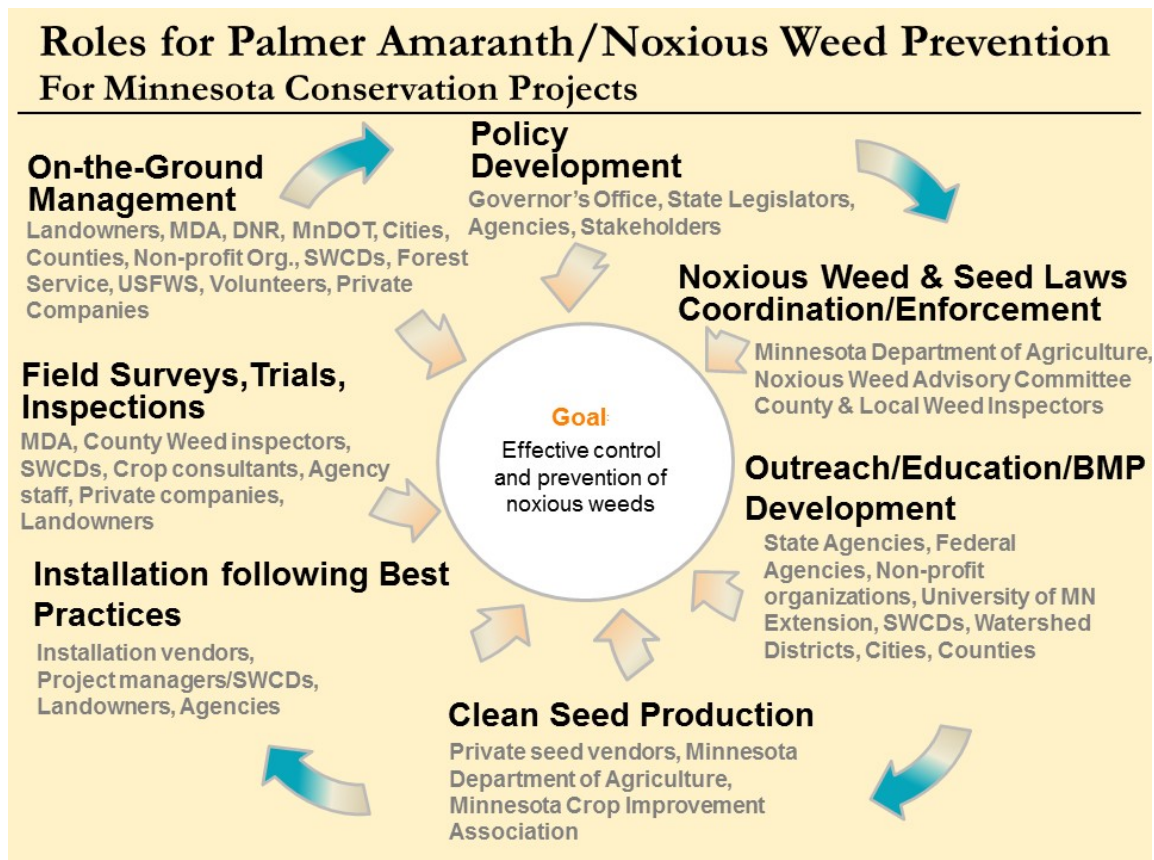 Roles for Palmer Amaranth/Noxious Weed Prevention
For Minnesota Conservation Projects
Policy
Development
Governor's Office, State Legislators,
Agencies, Stakeholders
On-the-Ground
Management
Landowners, MDA, DNR, MnDOT, Cities,
Counties, Non-profit Org., SWCDs, Forest
Service, USFWS, Volunteers, Private
Companies
Noxious Weed & Seed Laws
Coordination/Enforcement
Minnesota Department of Agriculture,
Noxious Weed Advisory Committee
County & Local Weed Inspectors
Field Surveys, Trials,
Inspections
MDA, County Weed inspectors,
SWCDs, Crop consultants, Agency
staff, Private companies,
Landowners
Goal:
Effective control
and prevention of
noxious weeds
Outreach/Education/BMP
Development
State Agencies, Federal
Agencies, Non-profit
organizations, University of MN
Extension, SWCDs, Watershed
Districts, Cities, Counties
Installation following Best
Practices
Installation vendors,
Project managers/SWCDs,
Landowners, Agencies
Clean Seed Production
Private seed vendors, Minnesota
Department of Agriculture,
Minnesota Crop Improvement
Association